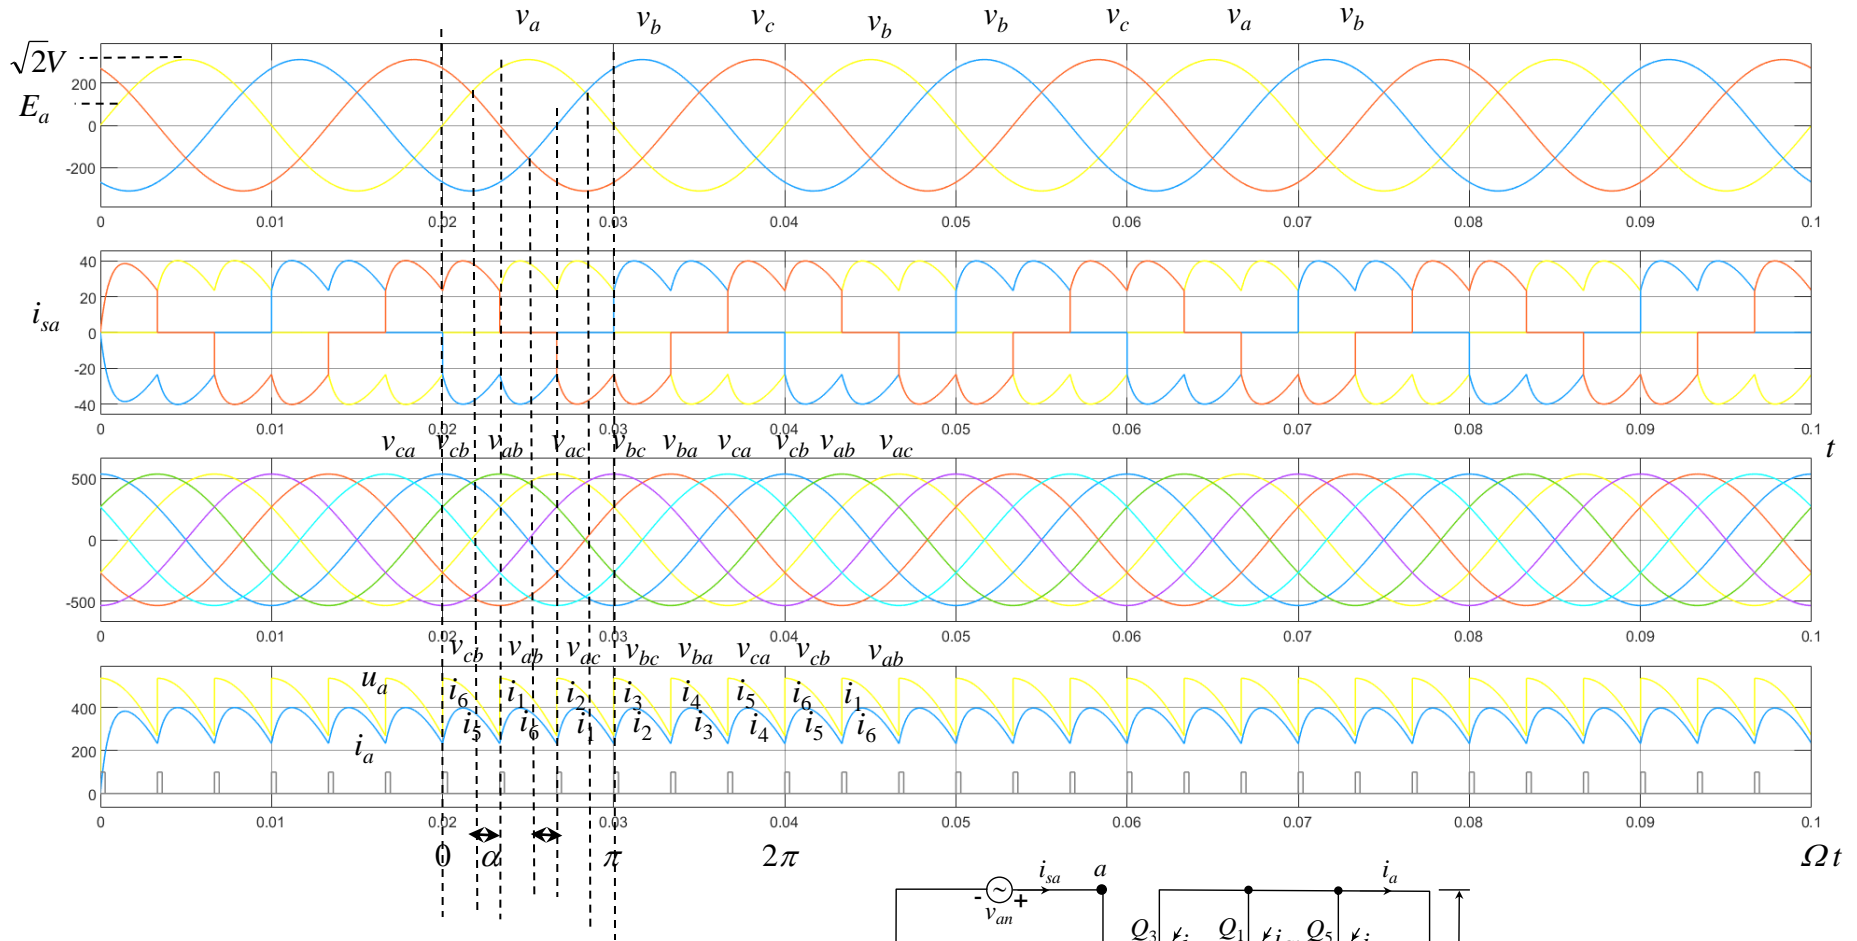 v_a v_b v_c v_b v_b v_c v_a v_b
√2V
200
E_a
0
-200
0 0.01 0.02 0.03 0.04 0.05 0.06 0.07 0.08 0.09 0.1
40
20
i_sa
0
-20
-40
0 0.01 0.02 0.03 0.04 0.05 0.06 0.07 0.08 0.09 0.1
v_ca v_cb v_ab v_ac v_bc v_ba v_ca v_cb v_ab v_ac t
500
0
-500
0 0.01 0.02 0.03 0.04 0.05 0.06 0.07 0.08 0.09 0.1
v_cb v_ab v_ac v_bc v_ba v_ca v_cb v_ab
u_a i_6 i_1 i_2 i_3 i_4 i_5 i_6 i_1
400
i_5 i_6 i_1 i_2 i_3 i_4 i_5 i_6
i_a
200
0
0 0.01 0.02 0.03 0.04 0.05 0.06 0.07 0.08 0.09 0.1
0 α π 2π Ω t
i_sa a i_a
- ~ +
v_an
Q_3 Q_1 Q_5